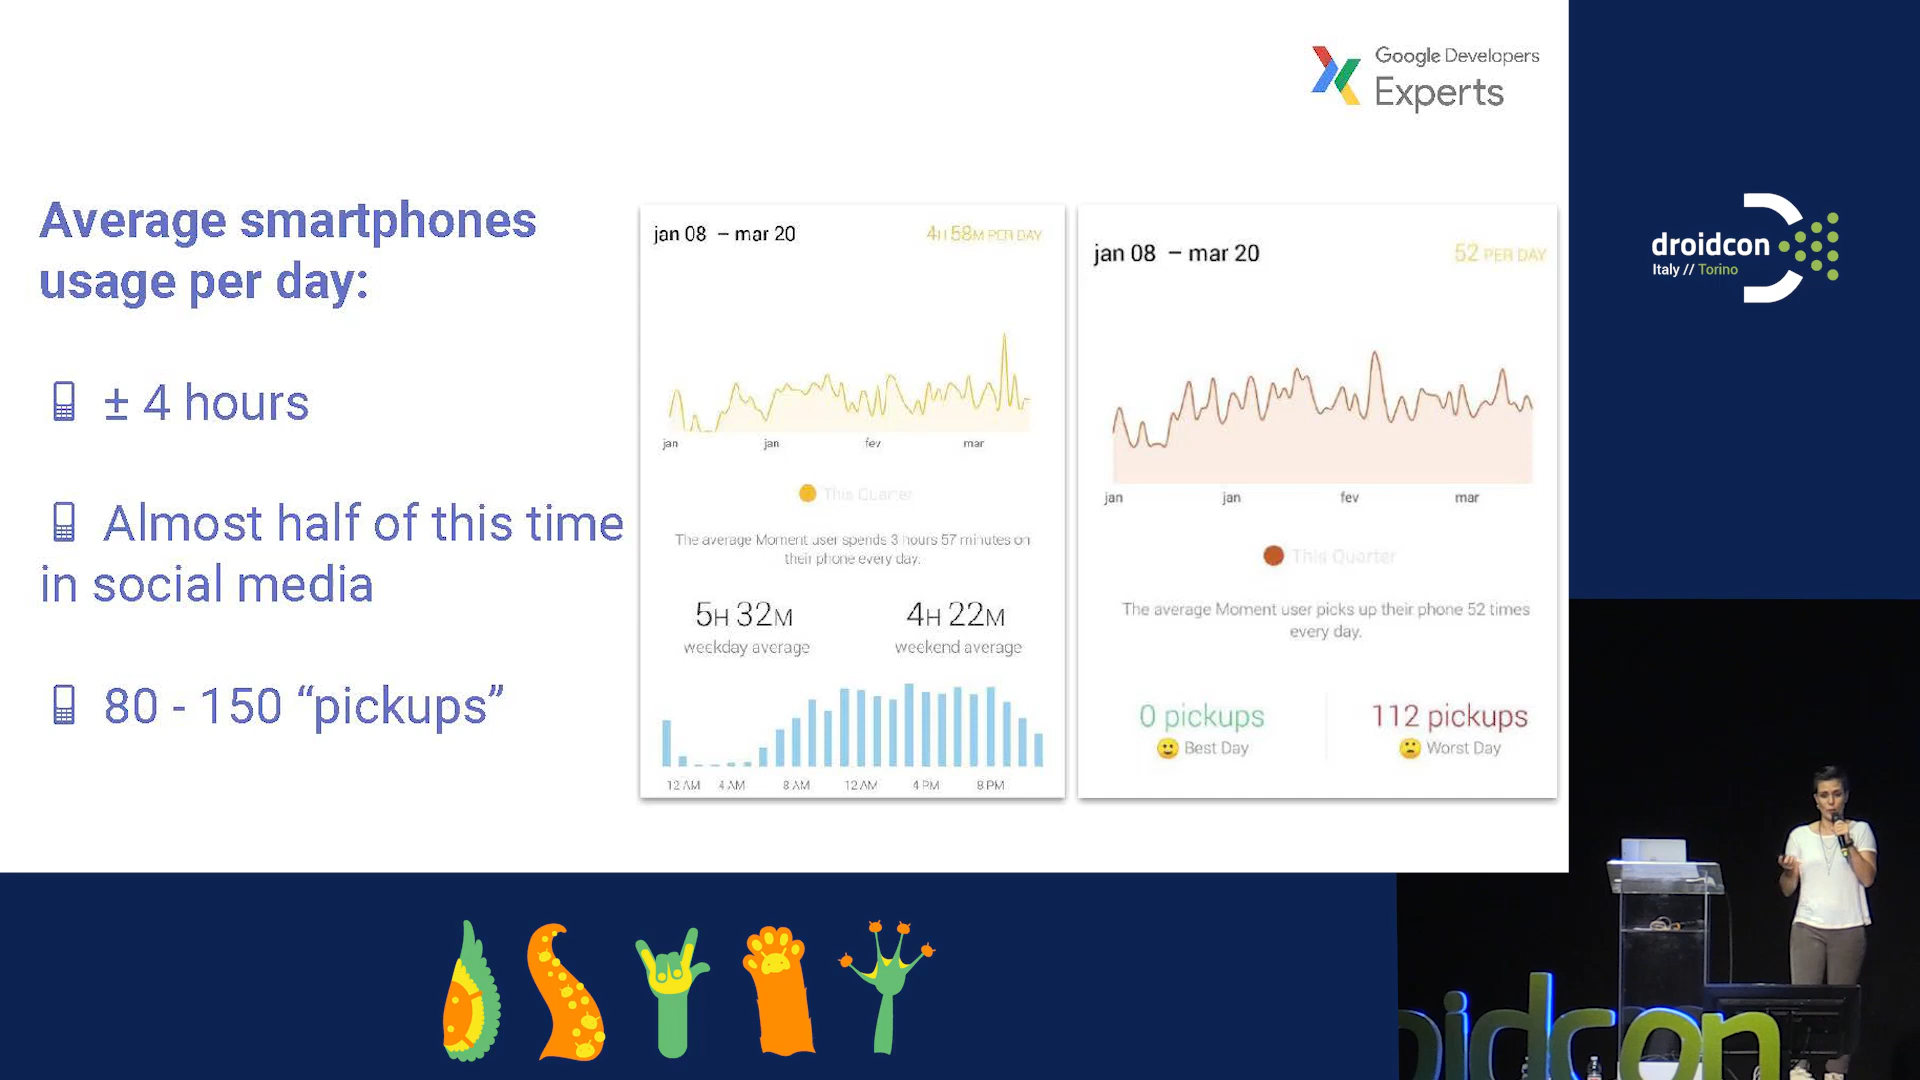 Google Developers
Experts
Average smartphones
usage per day:
± 4 hours
Almost half of this time
in social media
80 - 150 “pickups”
jan 08 – mar 20
4H 58M PER DAY
jan
jan
fev
mar
This Quarter
The average Moment user spends 3 hours 57 minutes on
their phone every day.
5H 32M
weekday average
4H 22M
weekend average
12 AM
4 AM
8 AM
12 AM
4 PM
8 PM
jan 08 – mar 20
52 PER DAY
jan
jan
fev
mar
This Quarter
The average Moment user picks up their phone 52 times
every day.
0 pickups
Best Day
112 pickups
Worst Day
droidcon
Italy // Torino
oidcon